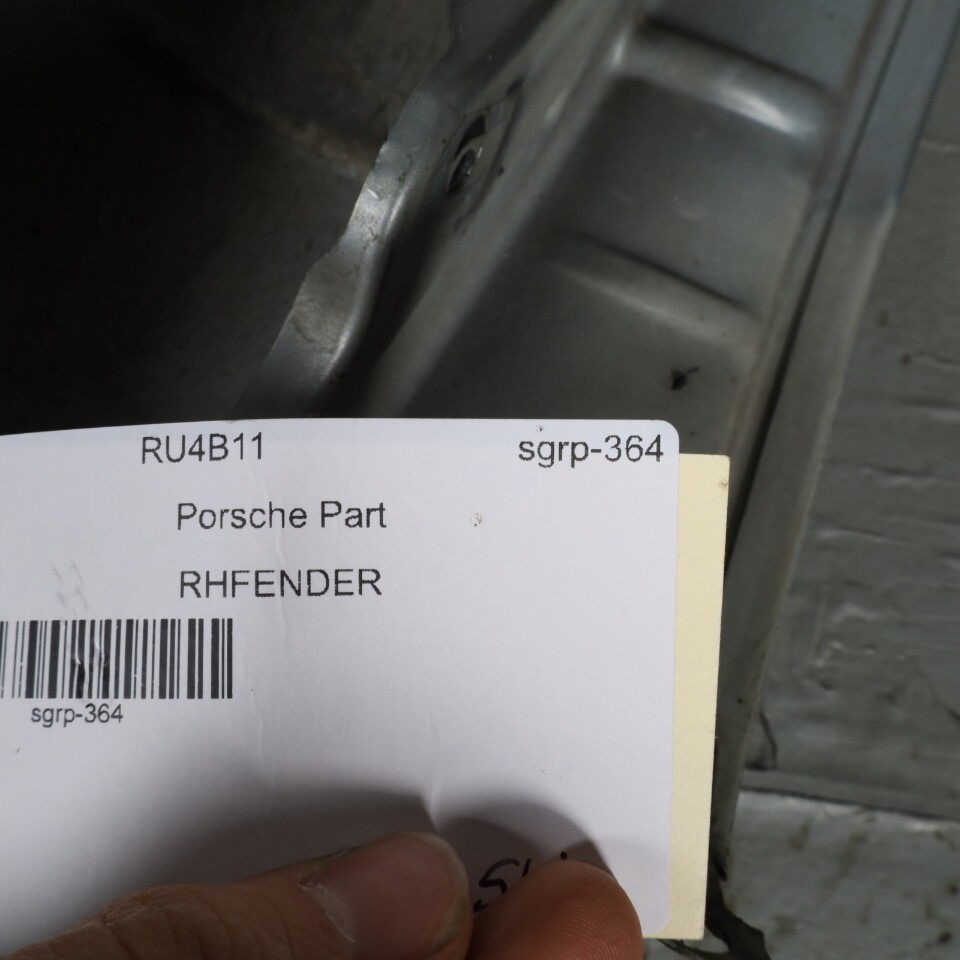 RU4B11 sgrp-364
Porsche Part
RHFENDER
sgrp-364